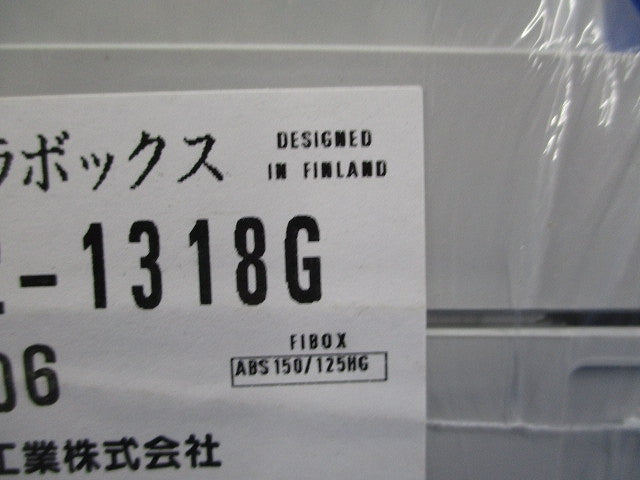 ラボックス
DESIGNED
IN FINLAND
-1318G
FIBOX
06
ABS150/125HG
工業株式会社